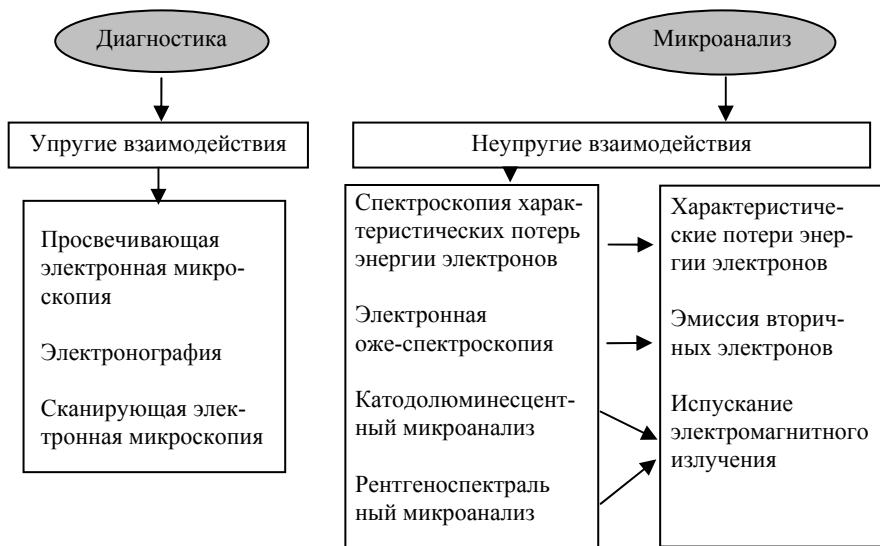 Диагностика
Микроанализ
Упругие взаимодействия
Неупругие взаимодействия
Просвечивающая
электронная микро-
скопия
Электронография
Сканирующая элек-
тронная микроскопия
Спектроскопия харак-
теристических потерь
энергии электронов
Электронная
оже-спектроскопия
Катодолюминесцент-
ный микроанализ
Рентгеноспектраль
ный микроанализ
Характеристиче-
ские потери энер-
гии электронов
Эмиссия вторич-
ных электронов
Испускание
электромагнитного
излучения